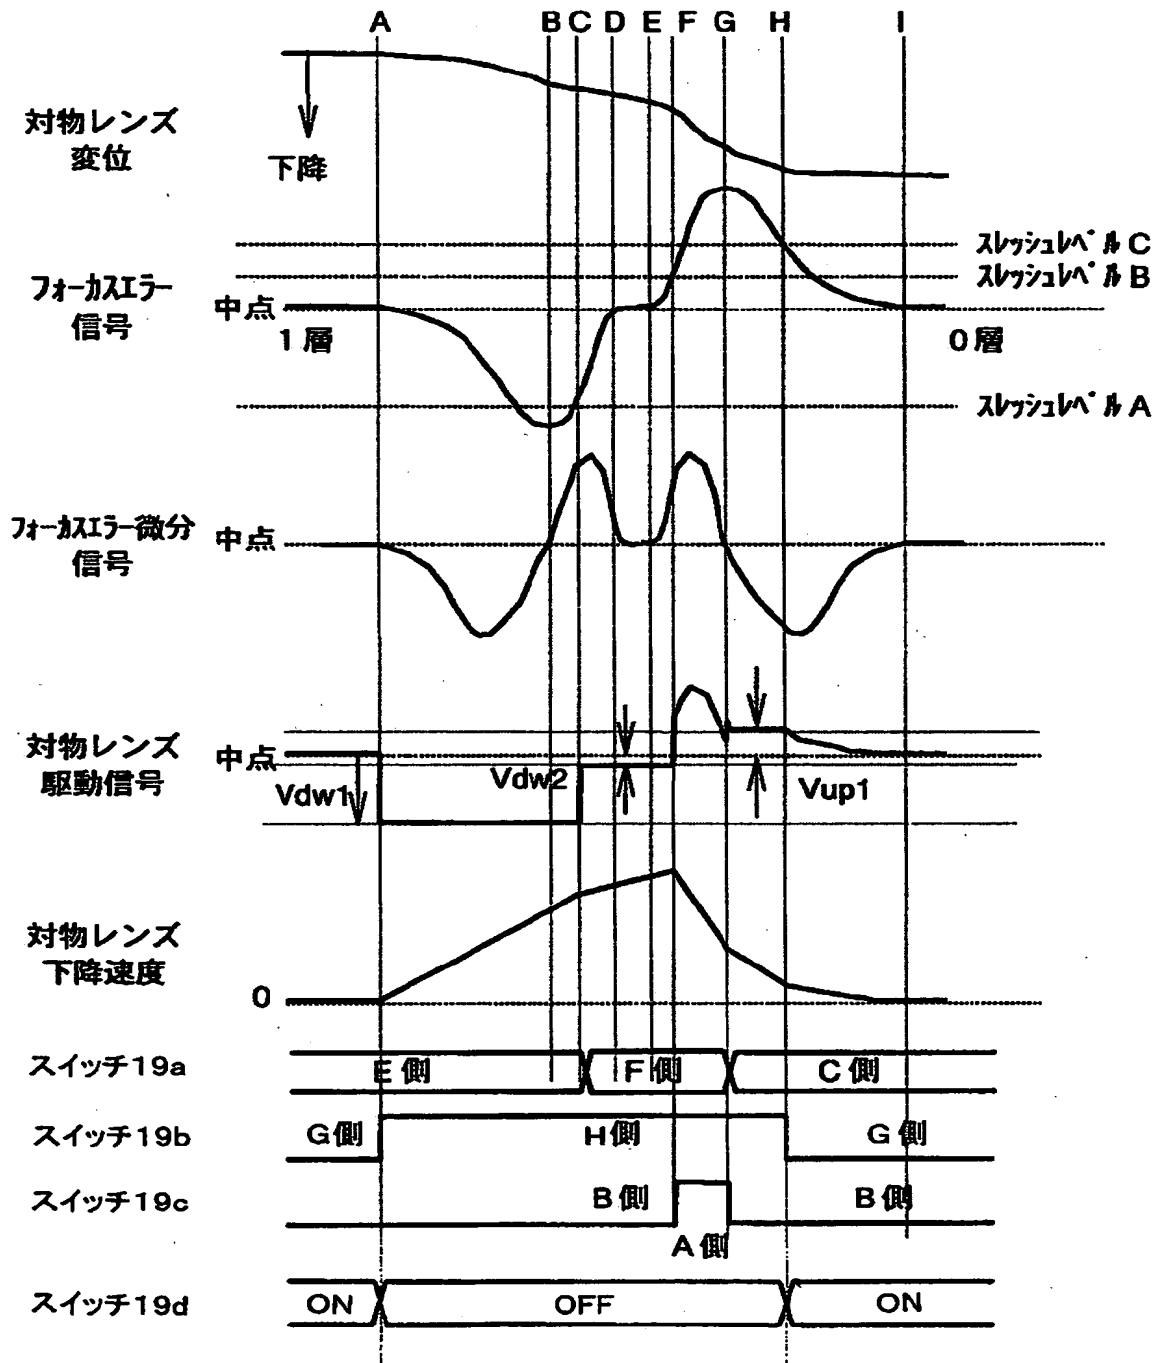 A B C D E F G H I
対物レンズ
変位
下降
スレッシュレベルC
スレッシュレベルB
フォーカスエラー
信号
中点
1層
0層
スレッシュレベルA
フォーカスエラー微分
信号
中点
対物レンズ
駆動信号
中点
Vdw1
Vdw2
Vup1
対物レンズ
下降速度
0
スイッチ19a
E側
F側
C側
スイッチ19b
G側
H側
G側
スイッチ19c
B側
A側
B側
スイッチ19d
ON
OFF
ON